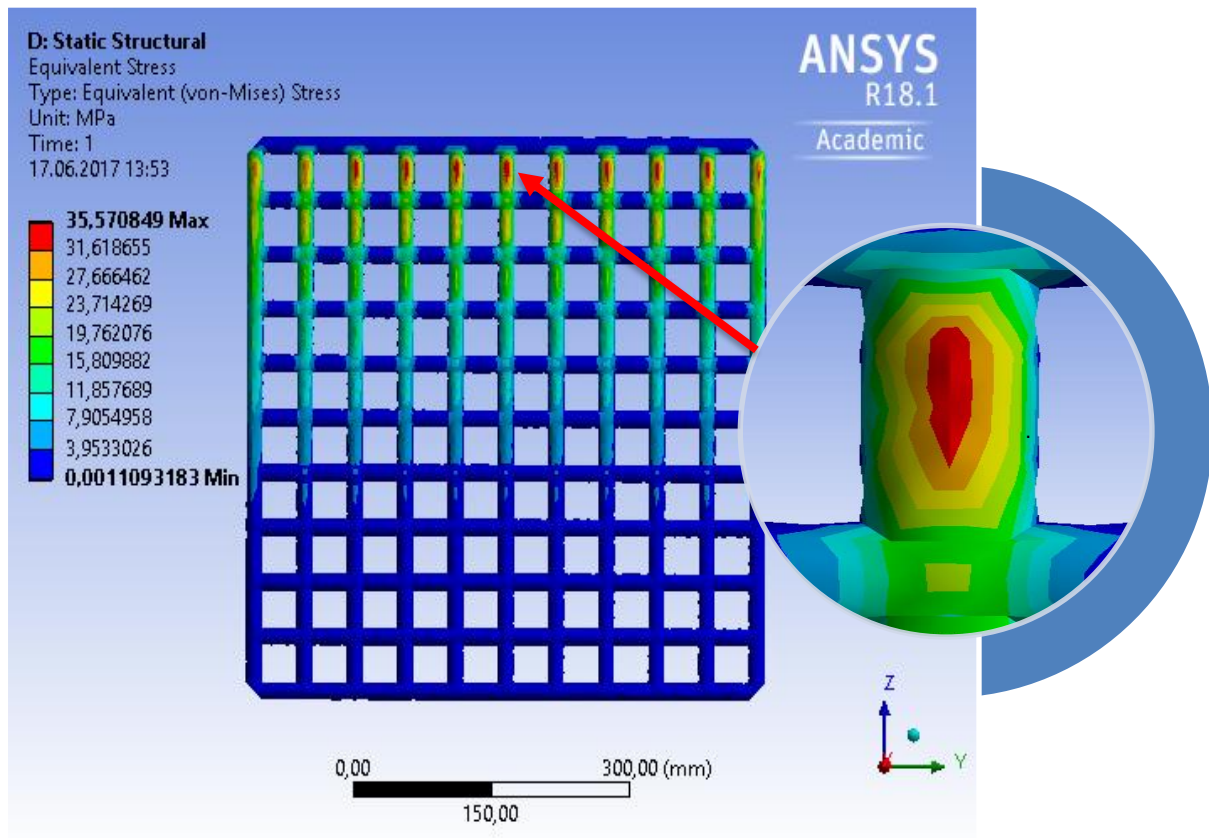 D: Static Structural
Equivalent Stress
Type: Equivalent (von-Mises) Stress
Unit: MPa
Time: 1
17.06.2017 13:53
ANSYS
R18.1
Academic
35,570849 Max
31,618655
27,666462
23,714269
19,762076
15,809882
11,857689
7,9054958
3,9533026
0,0011093183 Min
0,00
300,00 (mm)
150,00
Z
Y